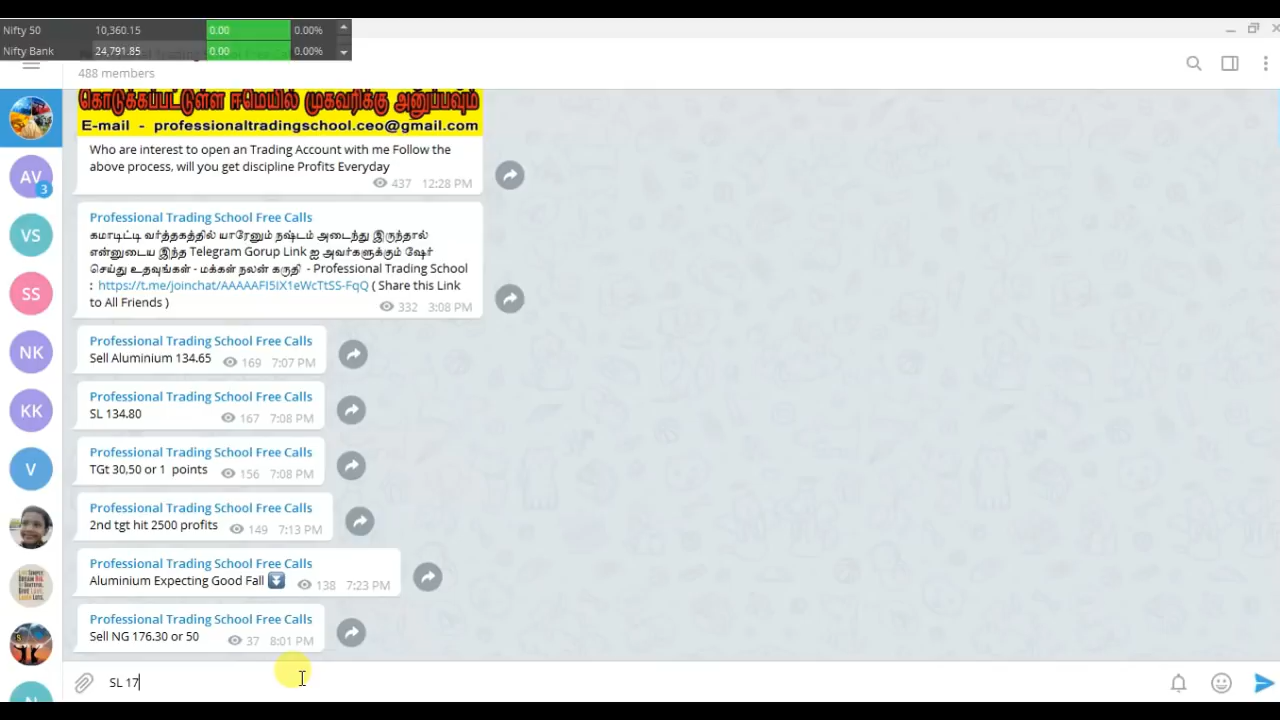 Nifty 50 10,360.15 0.00 0.00%
Nifty Bank 24,791.85 0.00 0.00%
488 members
கொடுக்கப்பட்டுள்ள ஈமெயில் முகவரிக்கு அனுப்பவும்
E-mail - professionaltradingschool.ceo@gmail.com
Who are interest to open an Trading Account with me Follow the
above process, will you get discipline Profits Everyday
437 12:28 PM
Professional Trading School Free Calls
கமாடிட்டி வர்த்தகத்தில் யாரேனும் நஷ்டம் அடைந்து இருந்தால்
என்னுடைய இந்த Telegram Gorup Link ஐ அவர்களுக்கும் ஷேர்
செய்து உதவுங்கள் - மக்கள் நலன் கருதி - Professional Trading School
: https://t.me/joinchat/AAAAAFI5IX1eWcTtSS-FqQ ( Share this Link
to All Friends )
332 3:08 PM
Professional Trading School Free Calls
Sell Aluminium 134.65 169 7:07 PM
Professional Trading School Free Calls
SL 134.80 167 7:08 PM
Professional Trading School Free Calls
TGt 30,50 or 1 points 156 7:08 PM
Professional Trading School Free Calls
2nd tgt hit 2500 profits 149 7:13 PM
Professional Trading School Free Calls
Aluminium Expecting Good Fall 138 7:23 PM
Professional Trading School Free Calls
Sell NG 176.30 or 50 37 8:01 PM
SL 17
AV
3
VS
SS
NK
KK
V